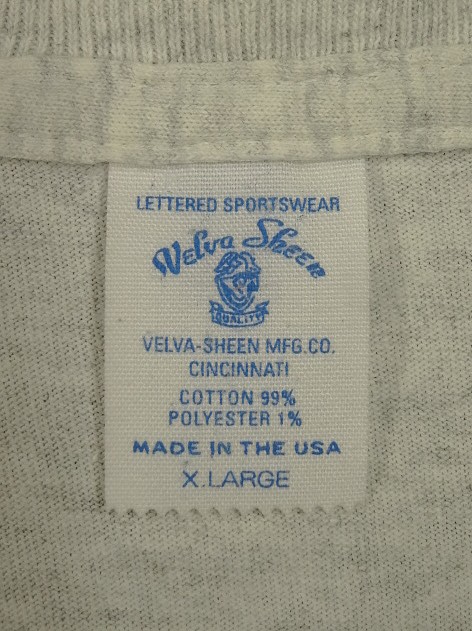 LETTERED SPORTSWEAR
Velva Sheen
QUALITY
VELVA-SHEEN MFG.CO.
CINCINNATI
COTTON 99%
POLYESTER 1%
MADE IN THE USA
X.LARGE